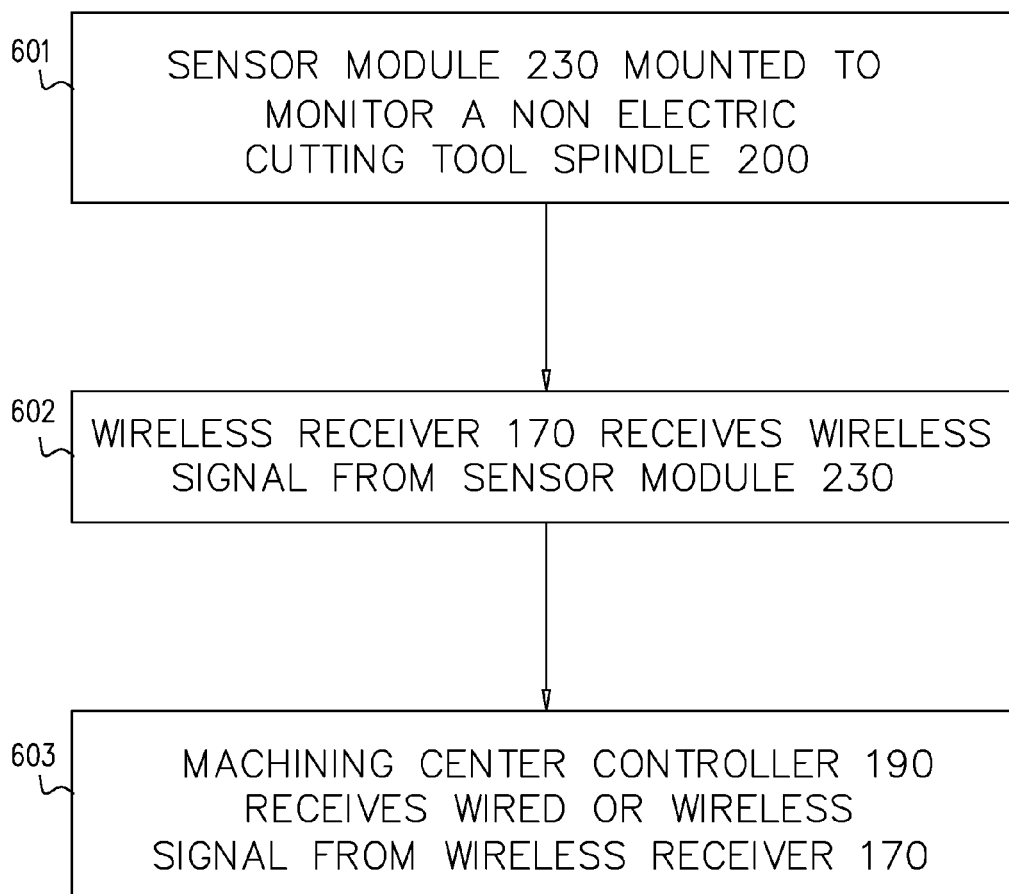 601
SENSOR MODULE 230 MOUNTED TO
MONITOR A NON ELECTRIC
CUTTING TOOL SPINDLE 200
602
WIRELESS RECEIVER 170 RECEIVES WIRELESS
SIGNAL FROM SENSOR MODULE 230
603
MACHINING CENTER CONTROLLER 190
RECEIVES WIRED OR WIRELESS
SIGNAL FROM WIRELESS RECEIVER 170